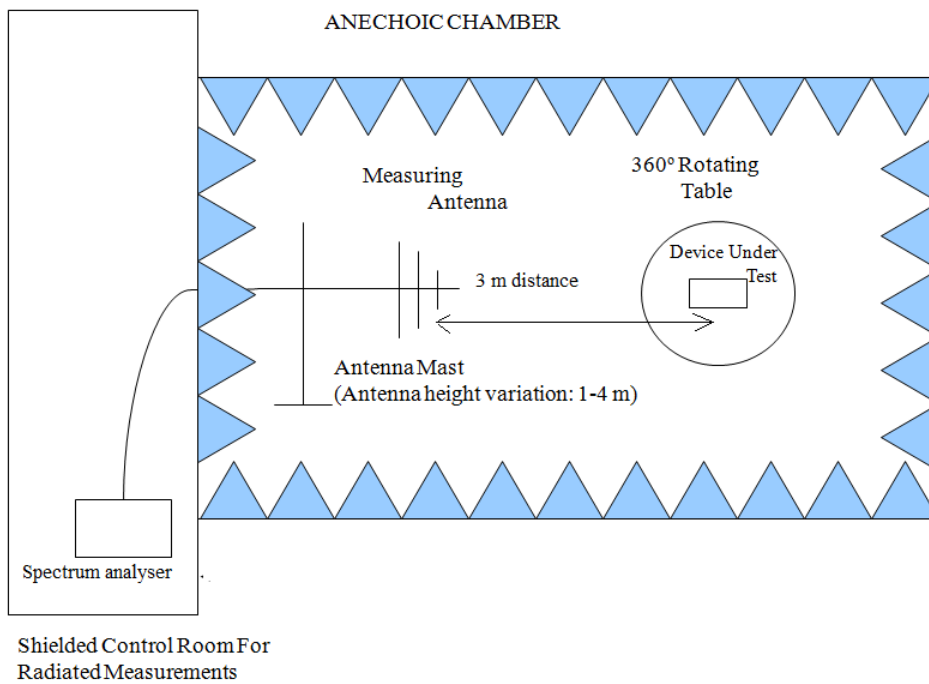 ANECHOIC CHAMBER
Measuring
Antenna
360º Rotating
Table
Device Under
Test
3 m distance
Antenna Mast
(Antenna height variation: 1-4 m)
Spectrum analyser
Shielded Control Room For
Radiated Measurements